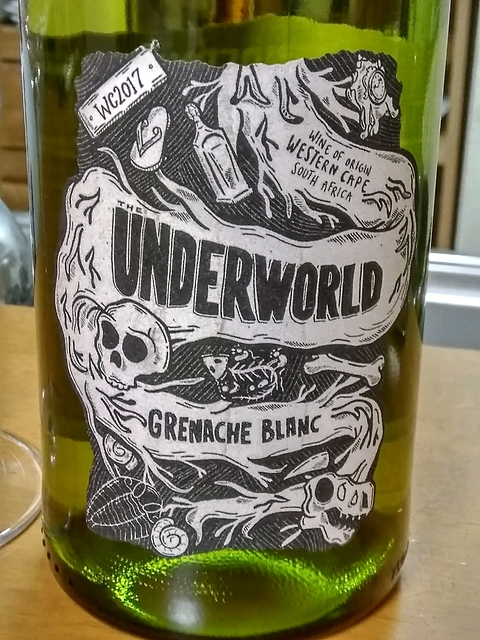 WC2017
WINE OF ORIGIN
WESTERN CAPE
SOUTH AFRICA
THE
UNDERWORLD
GRENACHE BLANC